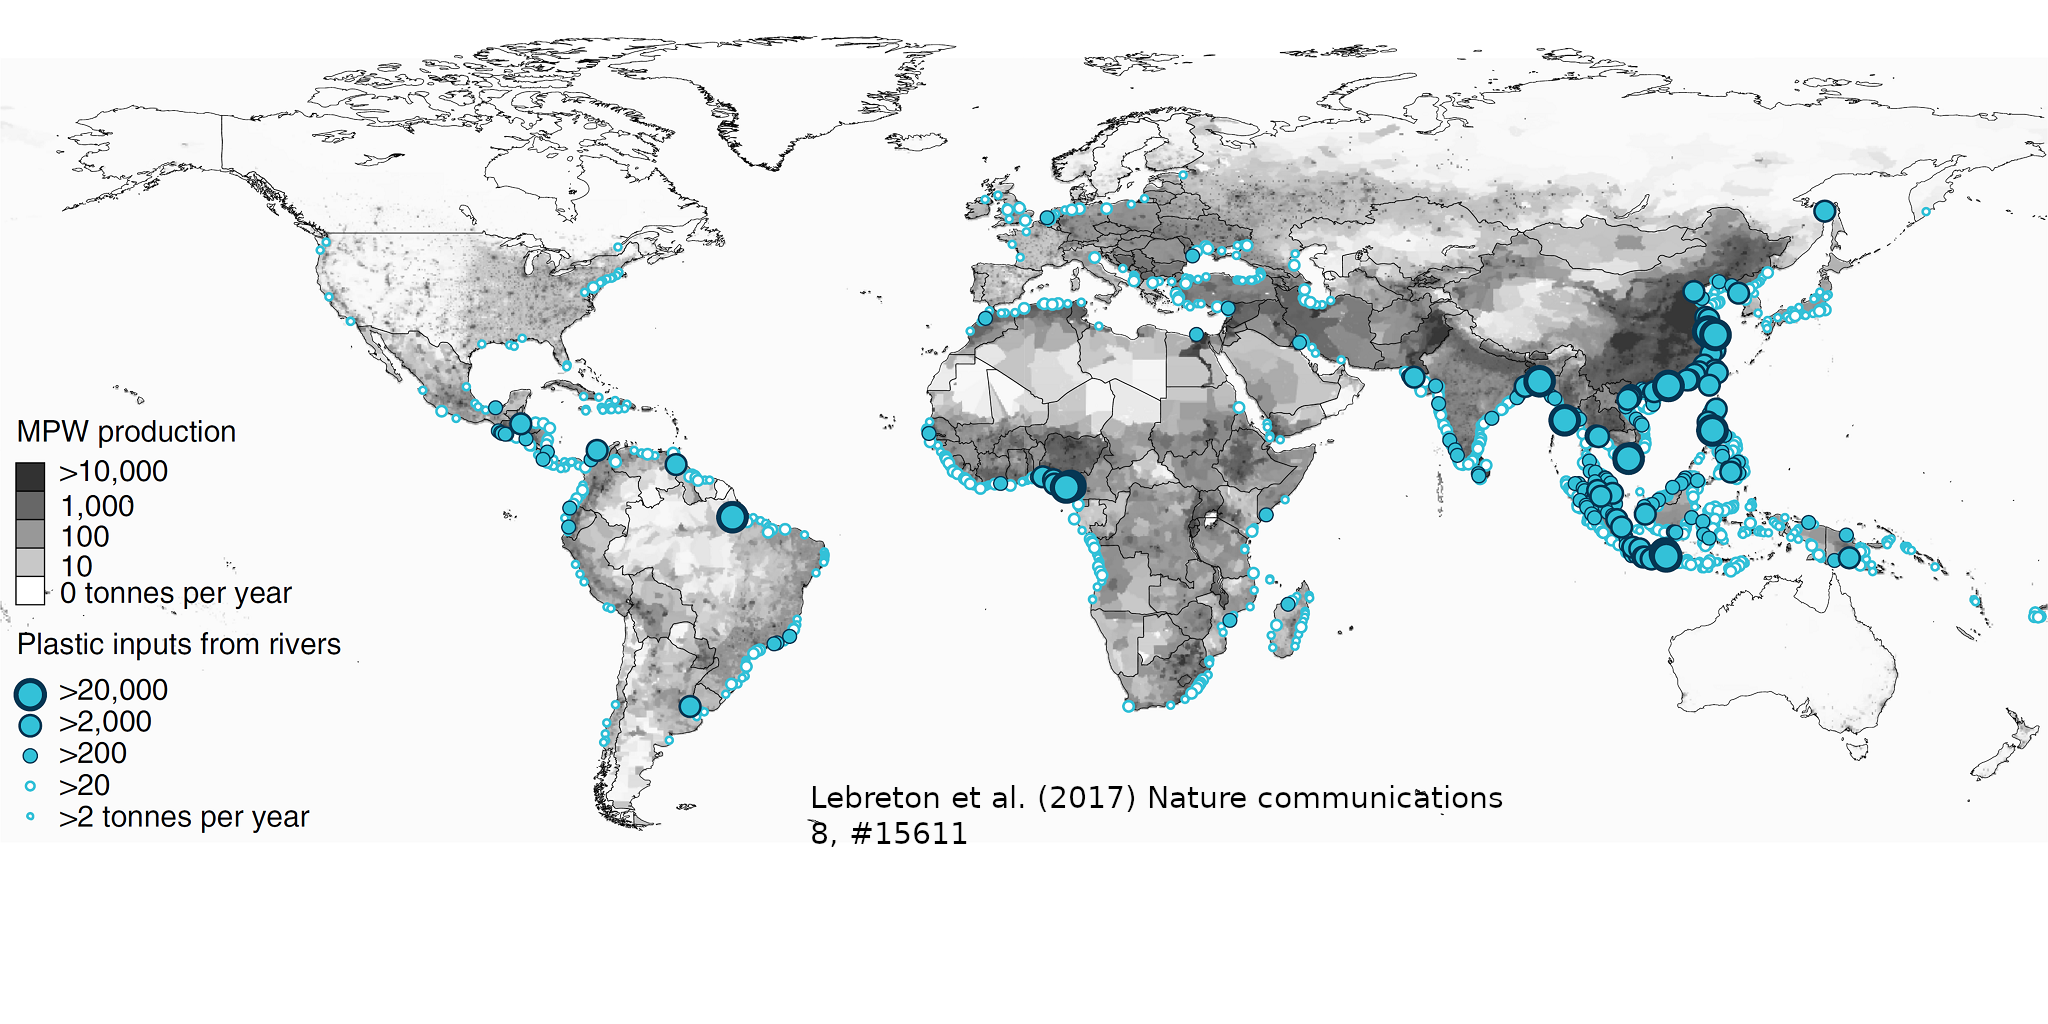 MPW production
>10,000
1,000
100
10
0 tonnes per year
Plastic inputs from rivers
>20,000
>2,000
>200
>20
>2 tonnes per year
Lebreton et al. (2017) Nature communications
8, #15611